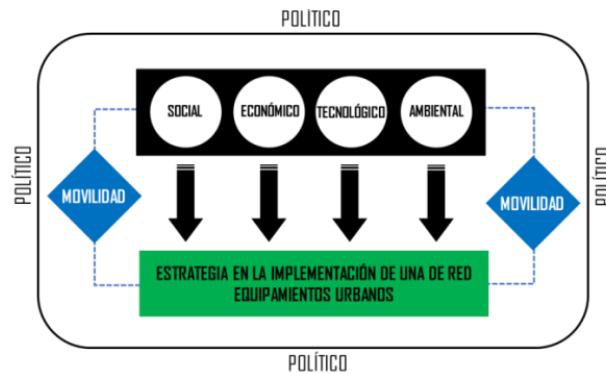 POLÍTICO
SOCIAL
ECONÓMICO
TECNOLÓGICO
AMBIENTAL
POLÍTICO
MOVILIDAD
MOVILIDAD
POLÍTICO
ESTRATEGIA EN LA IMPLEMENTACIÓN DE UNA DE RED
EQUIPAMIENTOS URBANOS
POLÍTICO